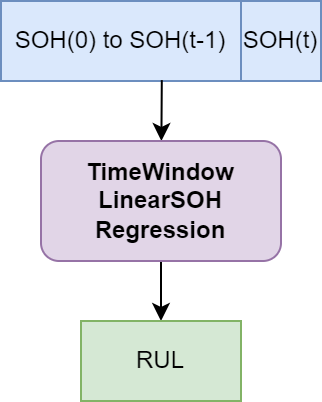 SOH(0) to SOH(t-1) SOH(t)
TimeWindow
LinearSOH
Regression
RUL